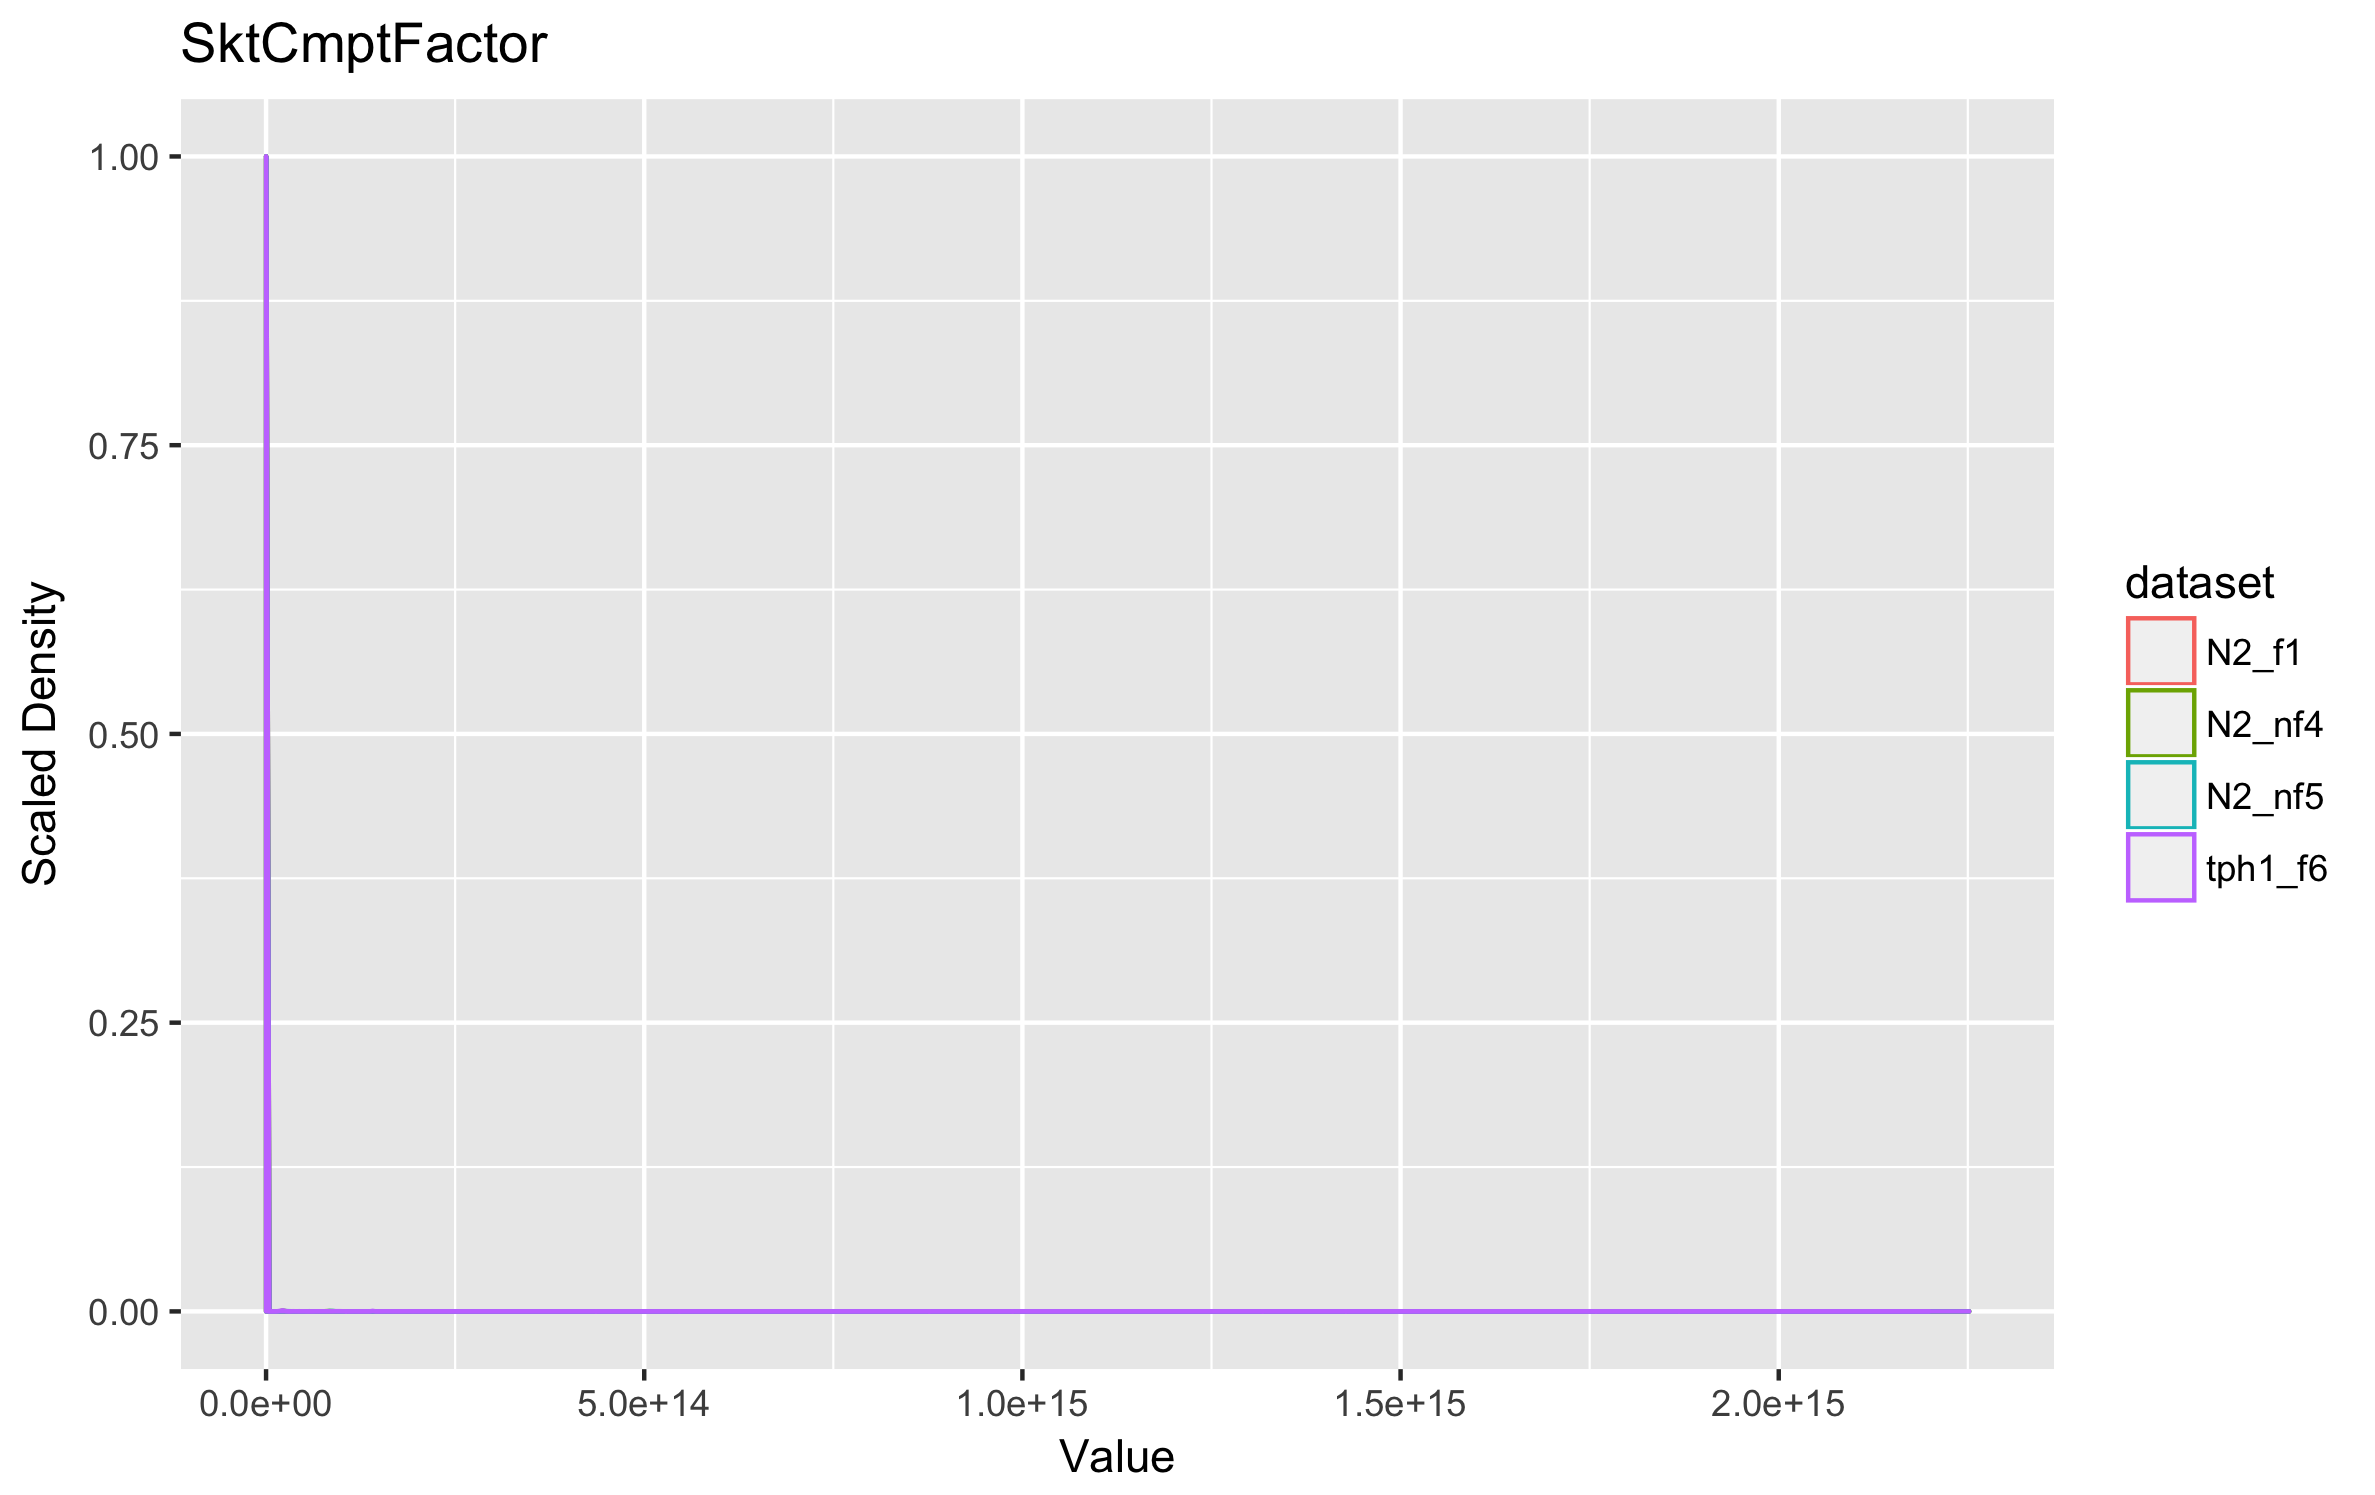 SktCmptFactor
1.00
0.75
0.50
0.25
0.00
Scaled Density
0.0e+00 5.0e+14 1.0e+15 1.5e+15 2.0e+15
Value
dataset
N2_f1
N2_nf4
N2_nf5
tph1_f6